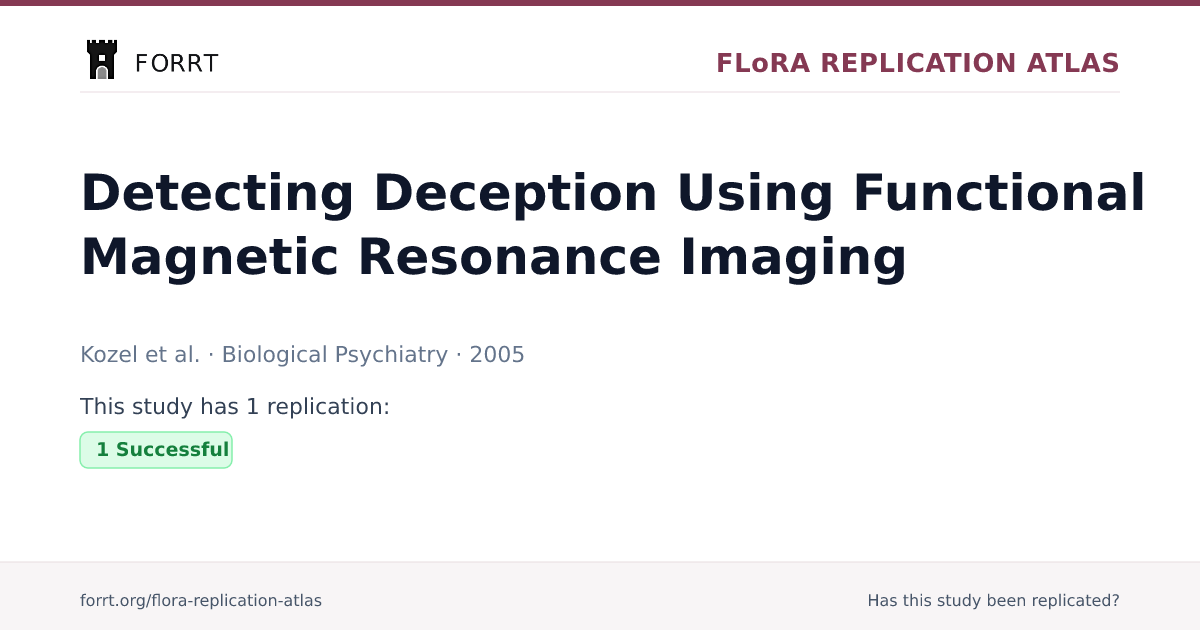 FORRT
FLoRA REPLICATION ATLAS
Detecting Deception Using Functional
Magnetic Resonance Imaging
Kozel et al. · Biological Psychiatry · 2005
This study has 1 replication:
1 Successful
forrt.org/flora-replication-atlas
Has this study been replicated?